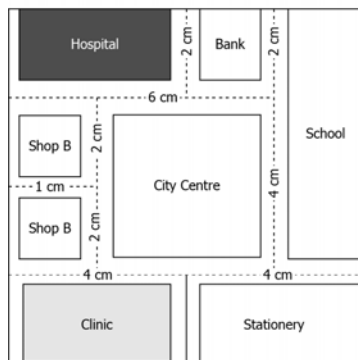 Hospital
2 cm
Bank
2 cm
6 cm
Shop B
2 cm
City Centre
School
1 cm
4 cm
Shop B
2 cm
4 cm
4 cm
Clinic
Stationery